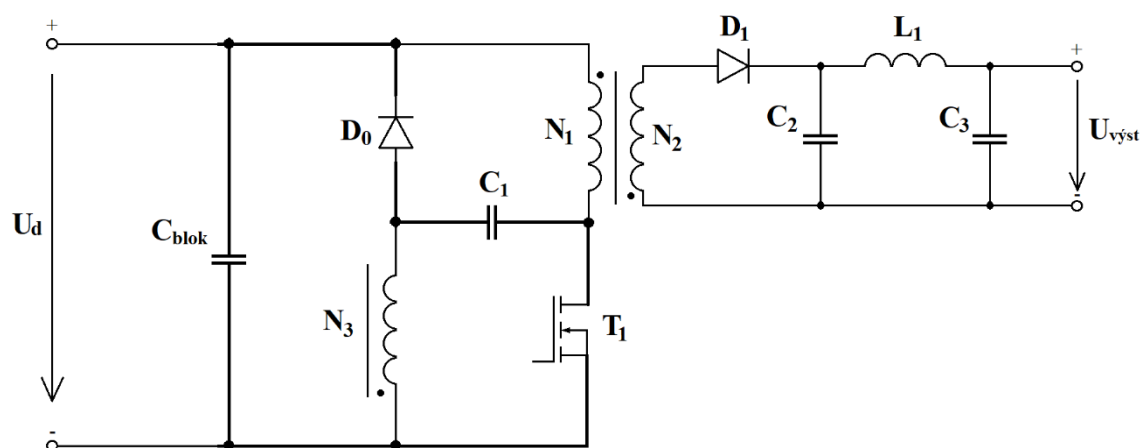 +
D1
L1
+
D0
N1
N2
C2
C3
Uvýst
C1
Ud
Cblok
-
N3
T1
-